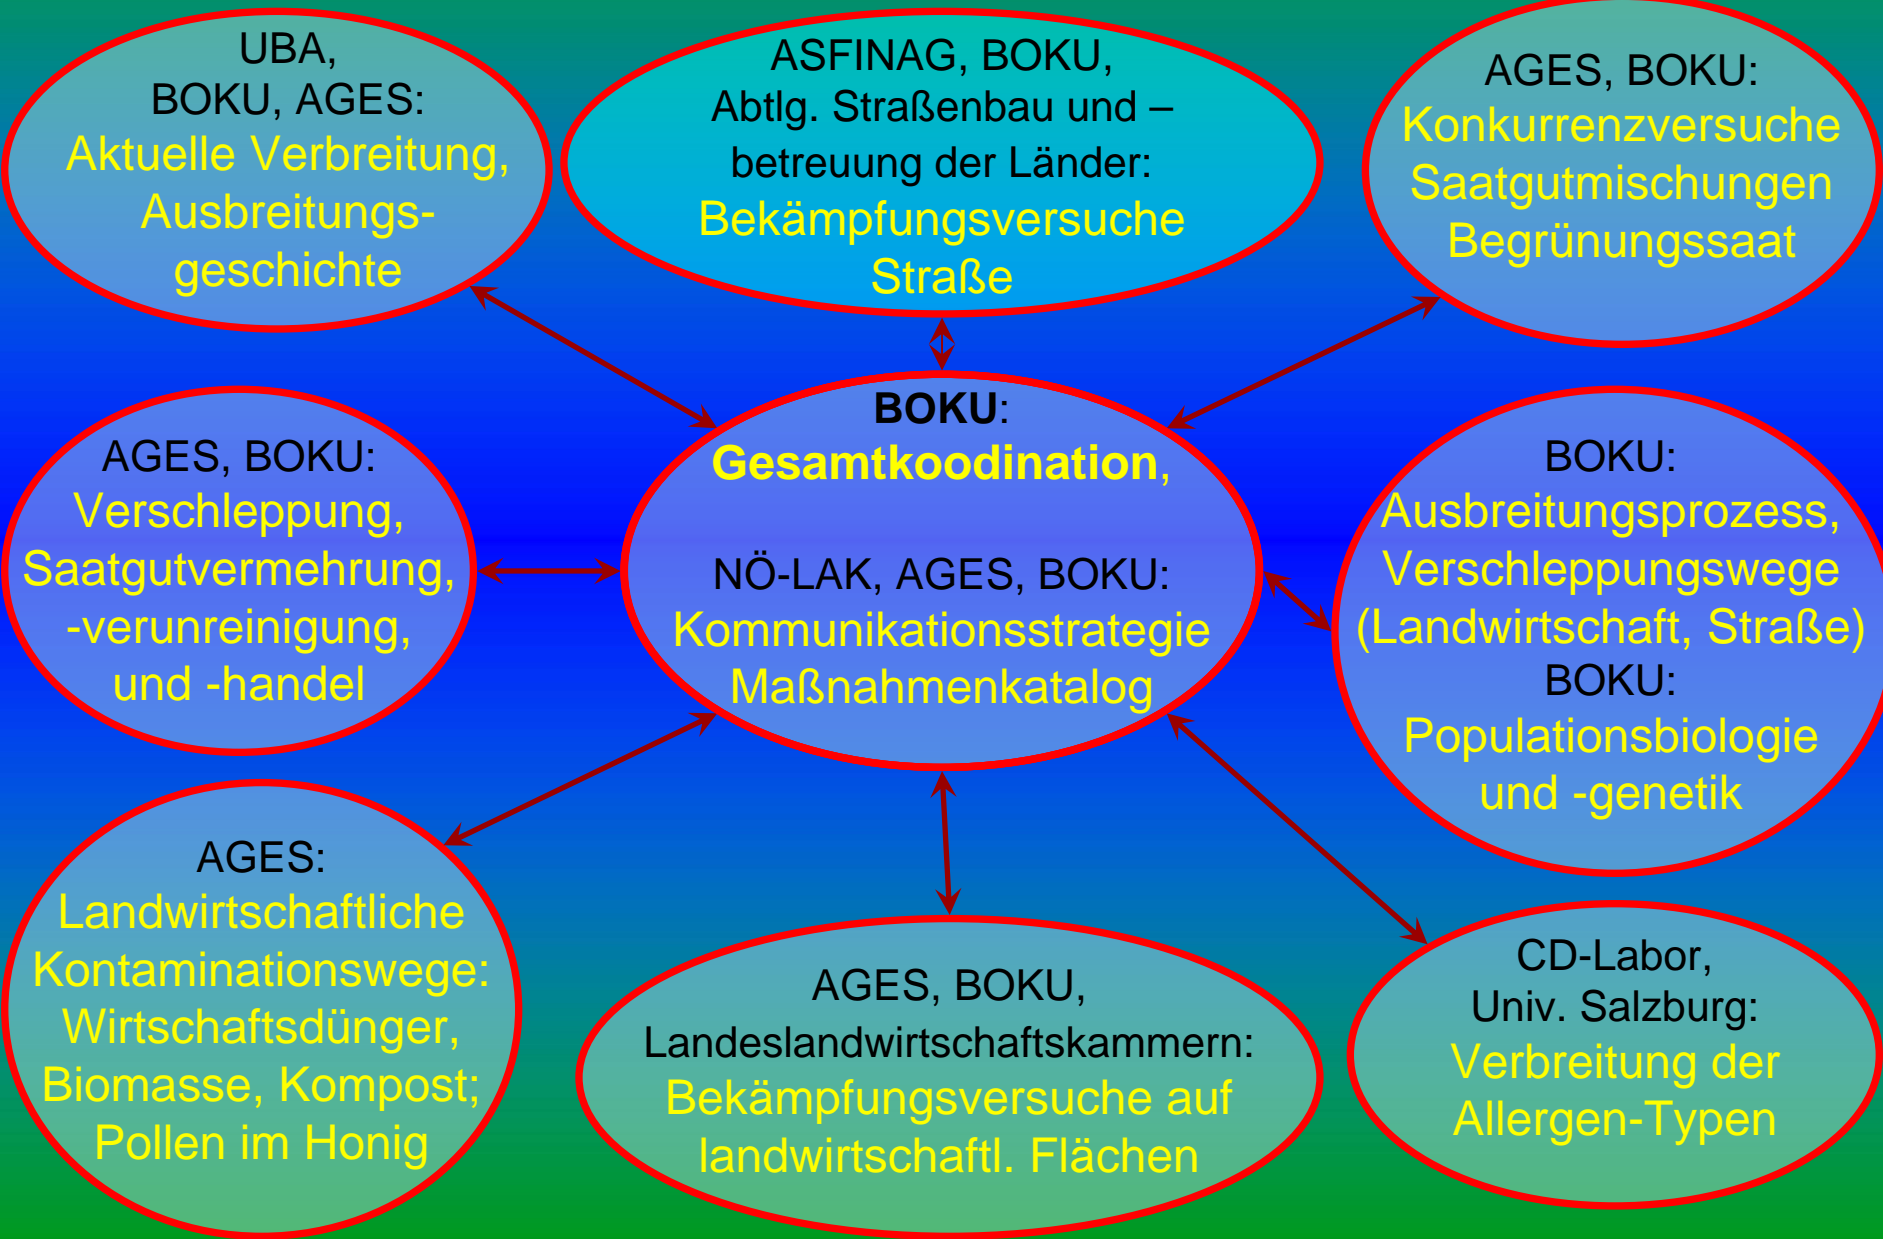 UBA,
BOKU, AGES:
Aktuelle Verbreitung,
Ausbreitungs-
geschichte
ASFINAG, BOKU,
Abtlg. Straßenbau und –
betreuung der Länder:
Bekämpfungsversuche
Straße
AGES, BOKU:
Konkurrenzversuche
Saatgutmischungen
Begrünungssaat
AGES, BOKU:
Verschleppung,
Saatgutvermehrung,
-verunreinigung,
und -handel
BOKU:
Gesamtkoodination,
NÖ-LAK, AGES, BOKU:
Kommunikationsstrategie
Maßnahmenkatalog
BOKU:
Ausbreitungsprozess,
Verschleppungswege
(Landwirtschaft, Straße)
BOKU:
Populationsbiologie
und -genetik
AGES:
Landwirtschaftliche
Kontaminationswege:
Wirtschaftsdünger,
Biomasse, Kompost;
Pollen im Honig
AGES, BOKU,
Landeslandwirtschaftskammern:
Bekämpfungsversuche auf
landwirtschaftl. Flächen
CD-Labor,
Univ. Salzburg:
Verbreitung der
Allergen-Typen